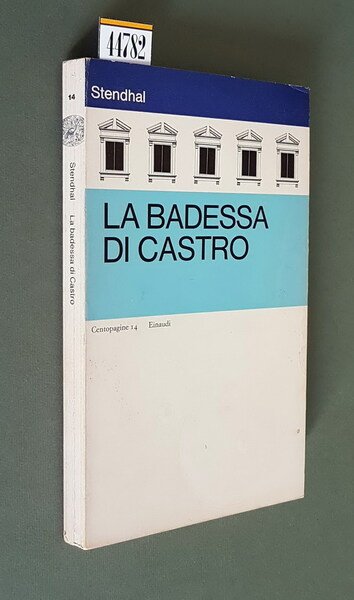 44782
14
Stendhal La badessa di Castro
Stendhal
LA BADESSA
DI CASTRO
Centopagine 14 Einaudi